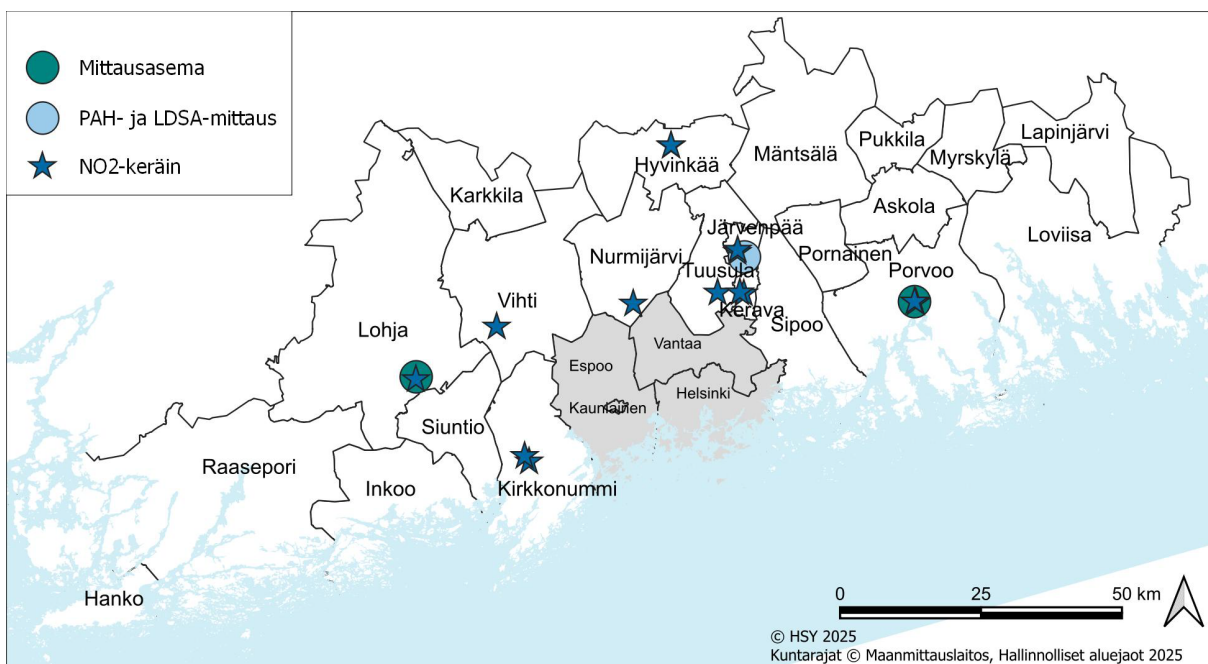 Mittausasema
PAH- ja LDSA-mittaus
NO2-keräin
Hyvinkää
Mäntsälä
Pukkila
Myrskylä
Lapinjärvi
Karkkila
Askola
Loviisa
Järvenpää
Nurmijärvi
Tuusula
Pornainen
Porvoo
Vihti
Kerava
Sipoo
Lohja
Vantaa
Espoo
Helsinki
Kauniainen
Siuntio
Raasepori
Inkoo
Kirkkonummi
Hanko
0 25 50 km
© HSY 2025
Kuntarajat © Maanmittauslaitos, Hallinnolliset aluejaot 2025